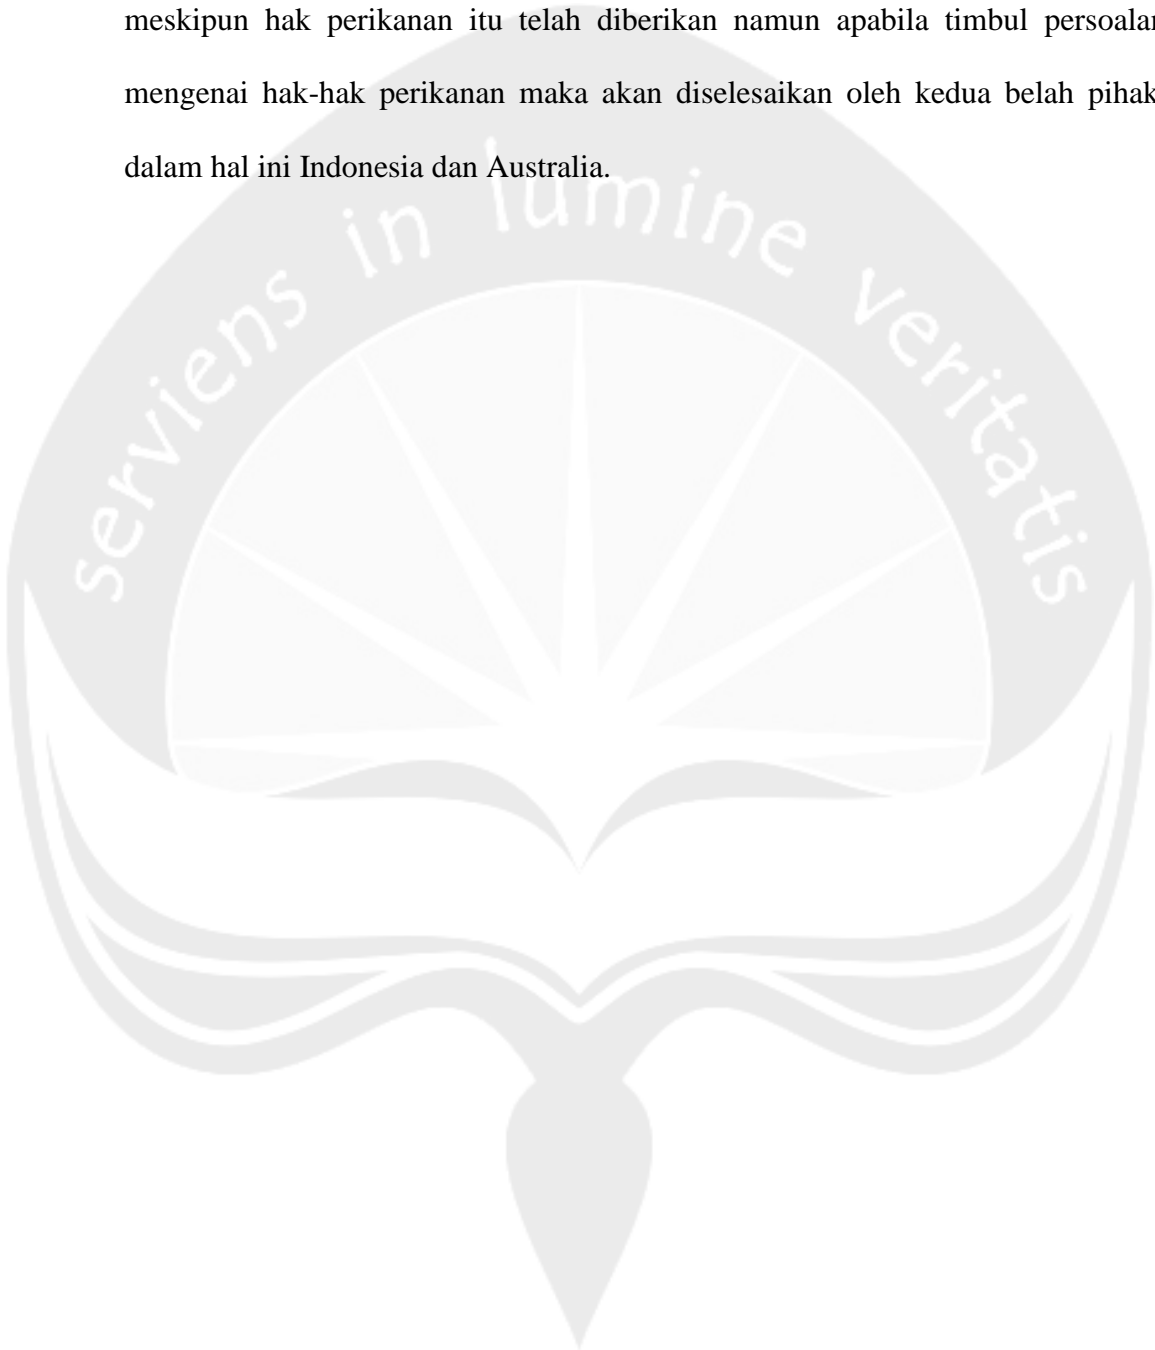 meskipun hak perikanan itu telah diberikan namun apabila timbul persoalan
mengenai hak-hak perikanan maka akan diselesaikan oleh kedua belah pihak
dalam hal ini Indonesia dan Australia.
serviens in lumine veritatis